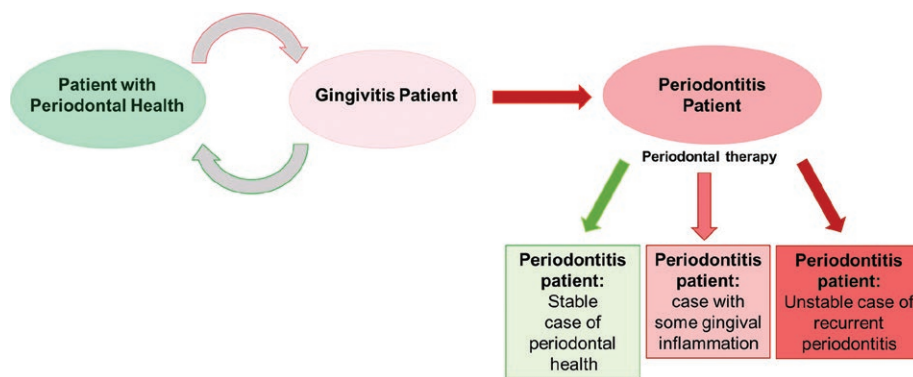 Patient with
Periodontal Health
Gingivitis Patient
Periodontitis
Patient
Periodontal therapy
Periodontitis
patient:
Stable
case of
periodontal
health
Periodontitis
patient:
case with
some gingival
inflammation
Periodontitis
patient:
Unstable case of
recurrent
periodontitis